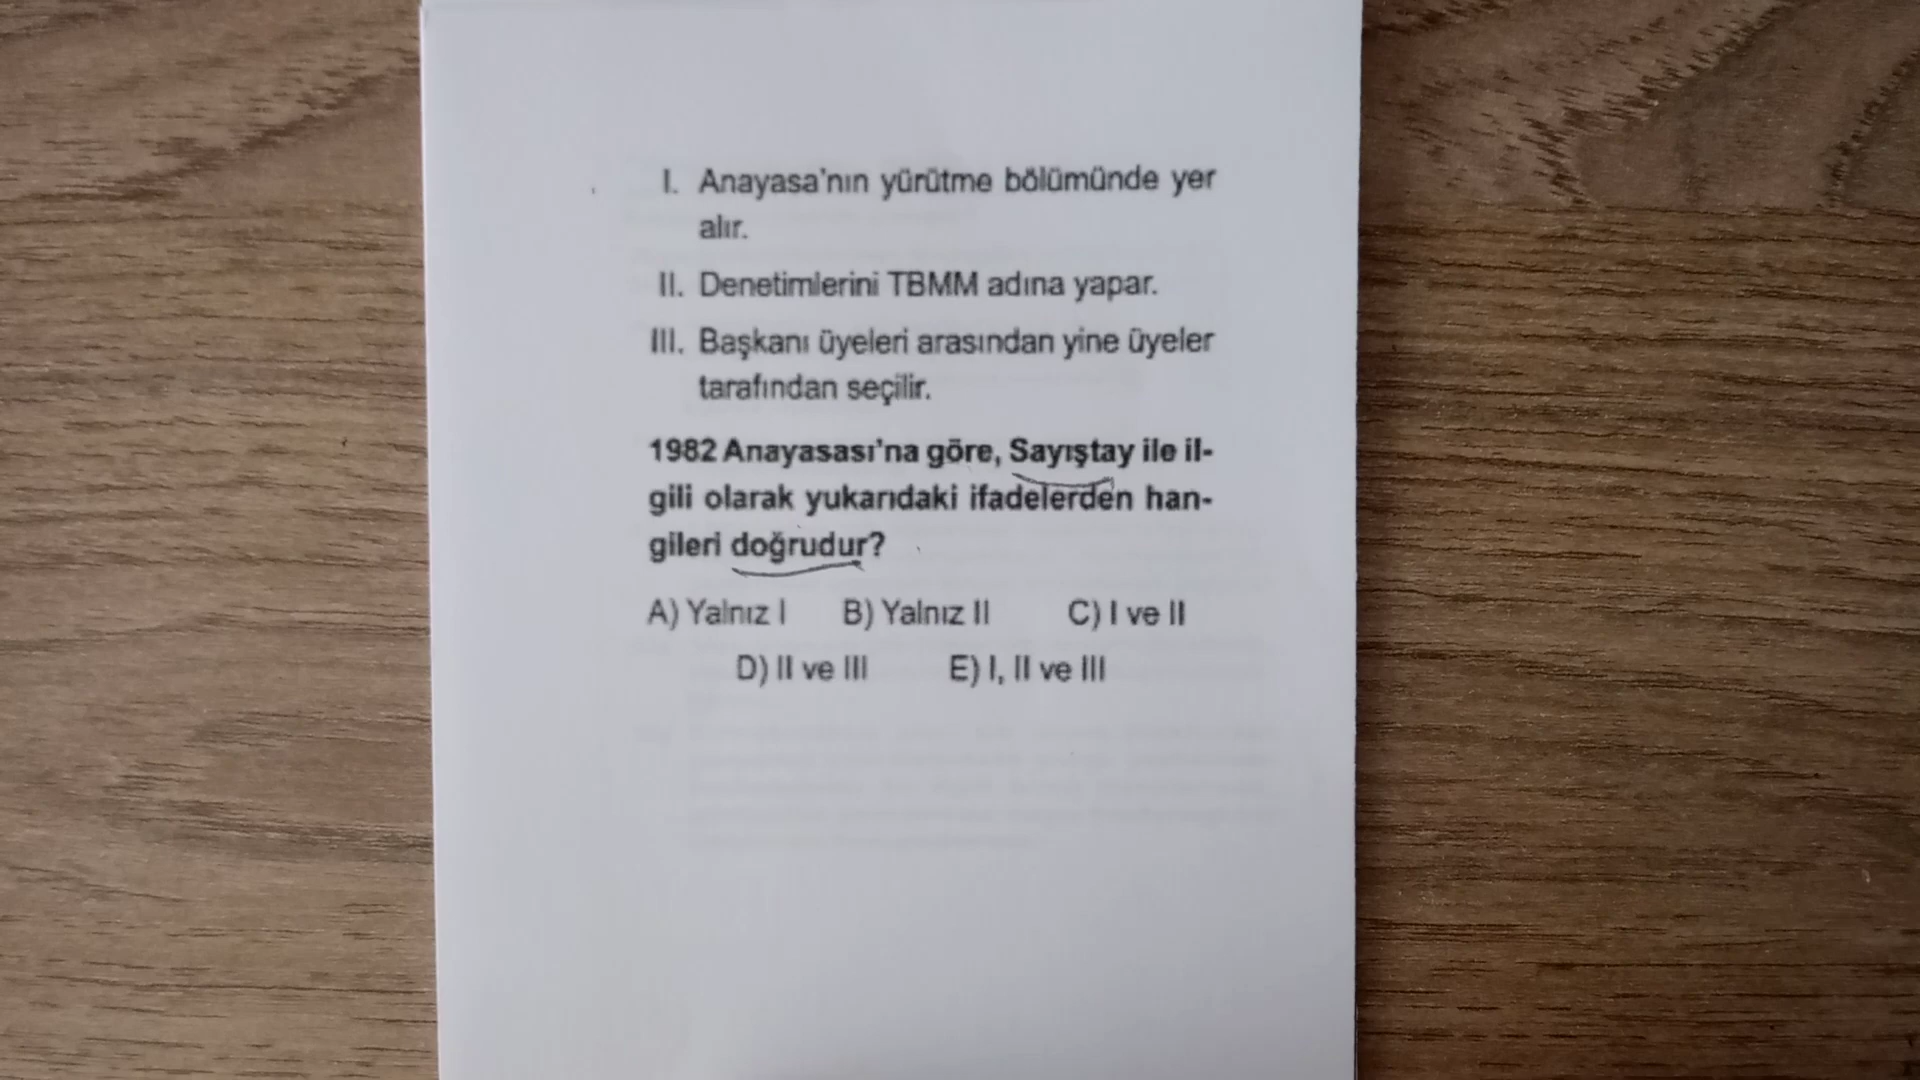 I. Anayasa'nın yürütme bölümünde yer
alır.
II. Denetimlerini TBMM adına yapar.
III. Başkanı üyeleri arasından yine üyeler
tarafından seçilir.
1982 Anayasası'na göre, Sayıştay ile il-
gili olarak yukarıdaki ifadelerden han-
gileri doğrudur?
A) Yalnız I B) Yalnız II C) I ve II
D) II ve III E) I, II ve III